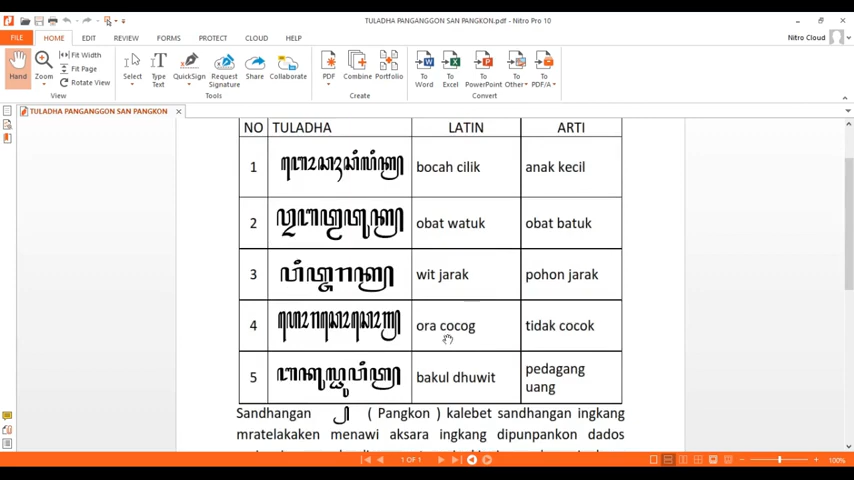 TULADHA PANGANGGON SAN PANGKON.pdf - Nitro Pro 10
FILE HOME EDIT REVIEW FORMS PROTECT CLOUD HELP
Nitro Cloud
Hand Zoom Fit Width Fit Page Rotate View Select Type Text QuickSign Request Signature Share Collaborate PDF Combine Portfolio To Word To Excel To PowerPoint To Other To PDF/A
View Tools Create Convert
TULADHA PANGANGGON SAN PANGKON
NO TULADHA LATIN ARTI
1 bocah cilik anak kecil
2 obat watuk obat batuk
3 wit jarak pohon jarak
4 ora cocog tidak cocok
5 bakul dhuwit pedagang uang
Sandhangan ꧀ ( Pangkon ) kalebet sandhangan ingkang
mratelakaken menawi aksara ingkang dipunpankon dados
1 OF 1
100%